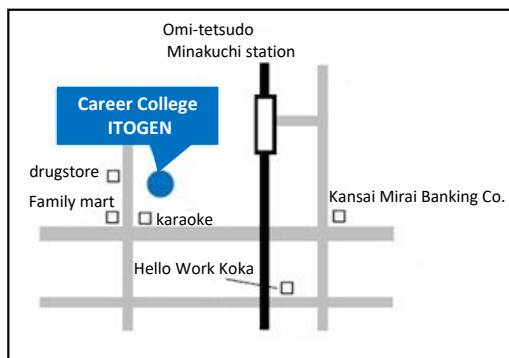 Omi-tetsudo
Minakuchi station
Career College
ITOGEN
drugstore
Family mart
karaoke
Kansai Mirai Banking Co.
Hello Work Koka